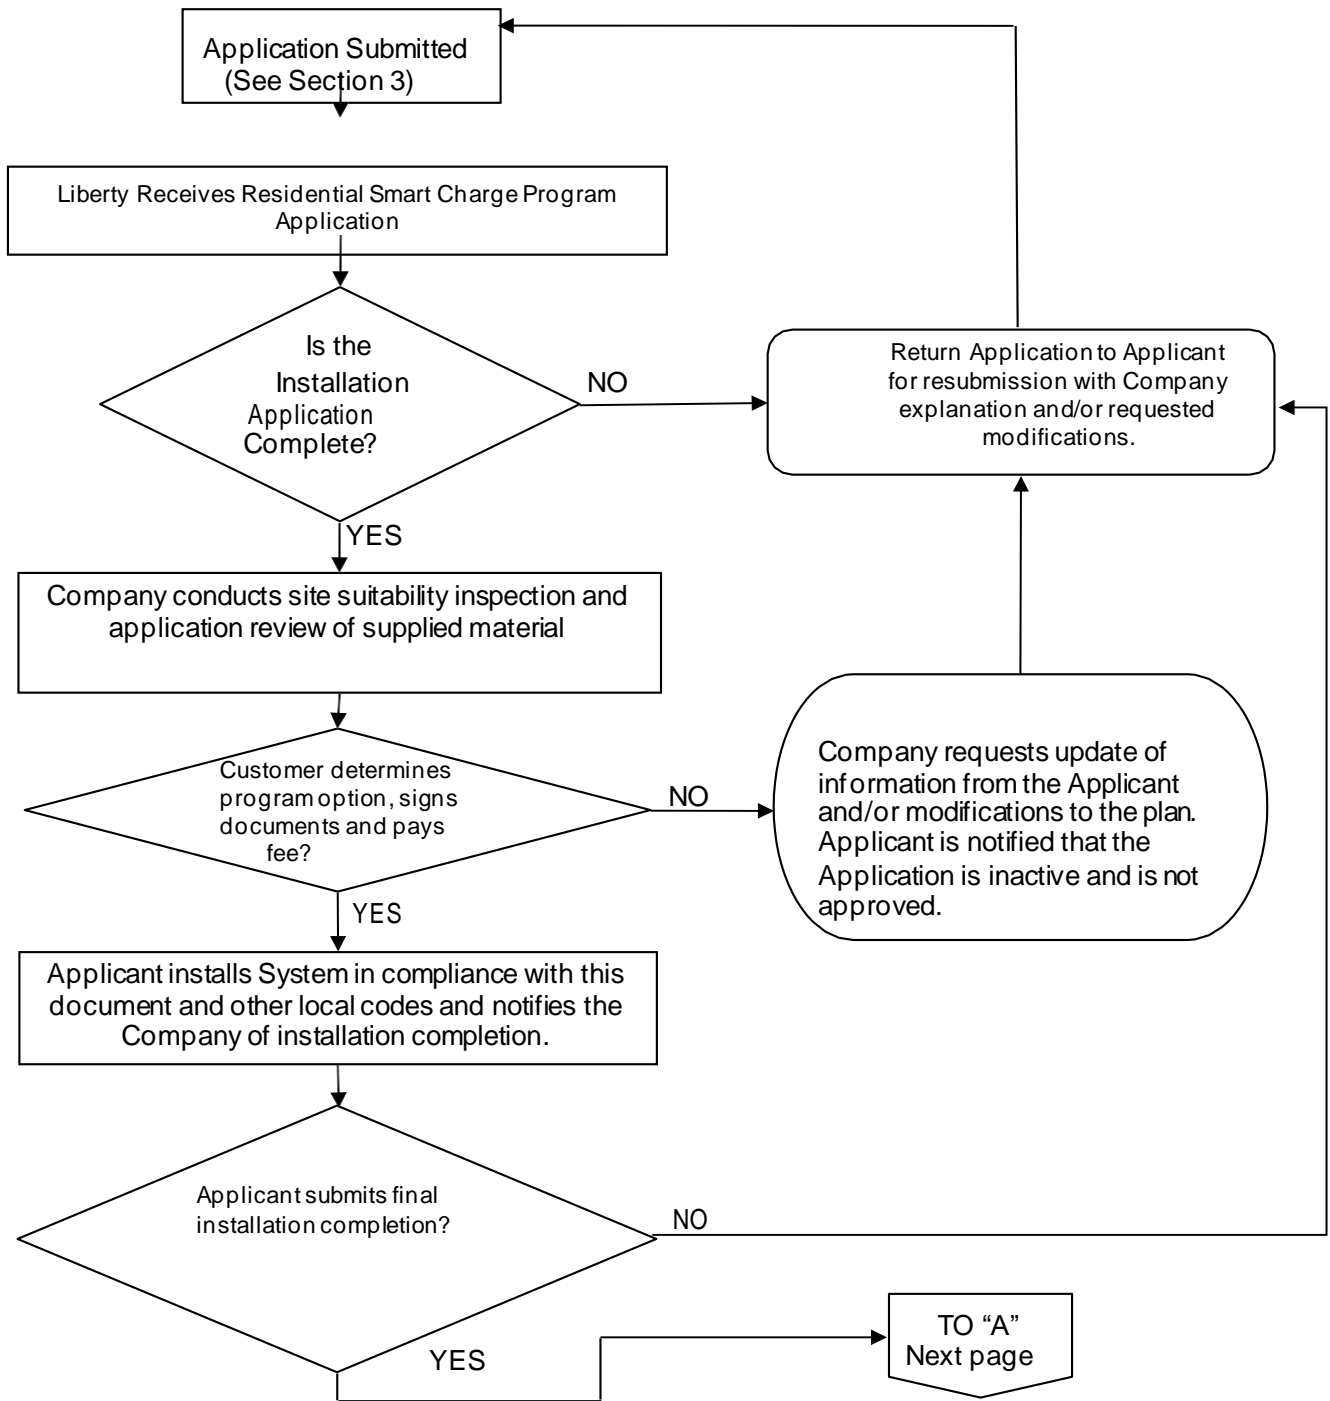 Application Submitted
(See Section 3)
Liberty Receives Residential Smart Charge Program
Application
Is the
Installation
Application
Complete?
NO
Return Application to Applicant
for resubmission with Company
explanation and/or requested
modifications.
YES
Company conducts site suitability inspection and
application review of supplied material
Customer determines
program option, signs
documents and pays
fee?
NO
Company requests update of
information from the Applicant
and/or modifications to the plan.
Applicant is notified that the
Application is inactive and is not
approved.
YES
Applicant installs System in compliance with this
document and other local codes and notifies the
Company of installation completion.
Applicant submits final
installation completion?
NO
YES
TO “A”
Next page